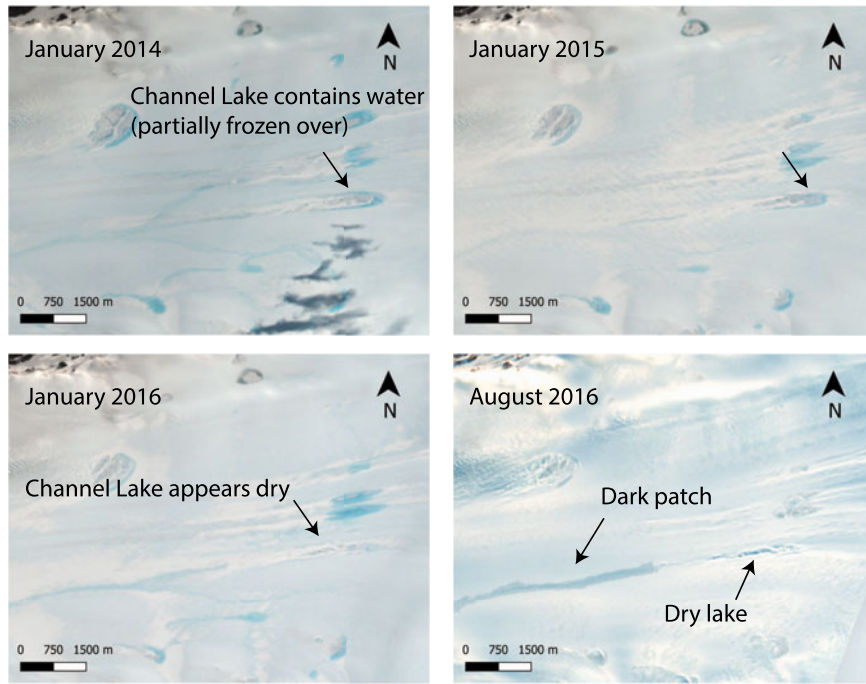 January 2014
N
Channel Lake contains water
(partially frozen over)
0 750 1500 m
January 2015
N
0 750 1500 m
January 2016
N
Channel Lake appears dry
0 750 1500 m
August 2016
N
Dark patch
Dry lake
0 750 1500 m